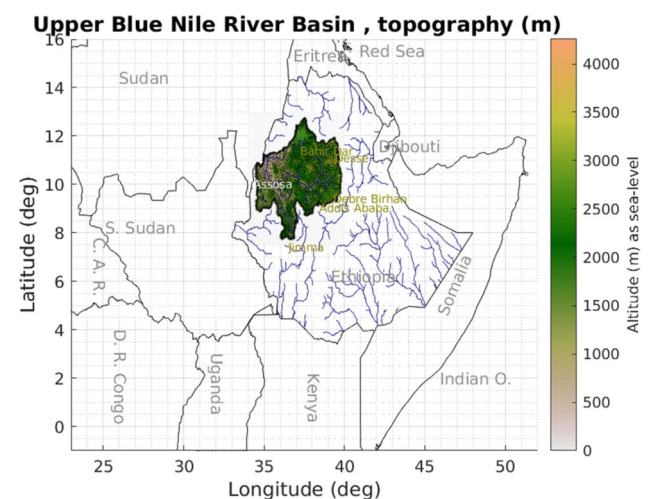 Upper Blue Nile River Basin , topography (m)
16
14
12
10
8
6
4
2
0
Latitude (deg)
25
30
35
40
45
50
Longitude (deg)
Eritrea
Red Sea
Sudan
Djibouti
Bahir Dar
Desse
Assosa
Debre Birhan
Addis Ababa
Jimma
S. Sudan
C. A. R.
Ethiopia
Somalia
D. R. Congo
Uganda
Kenya
Indian O.
4000
3500
3000
2500
2000
1500
1000
500
0
Altitude (m) as sea-level